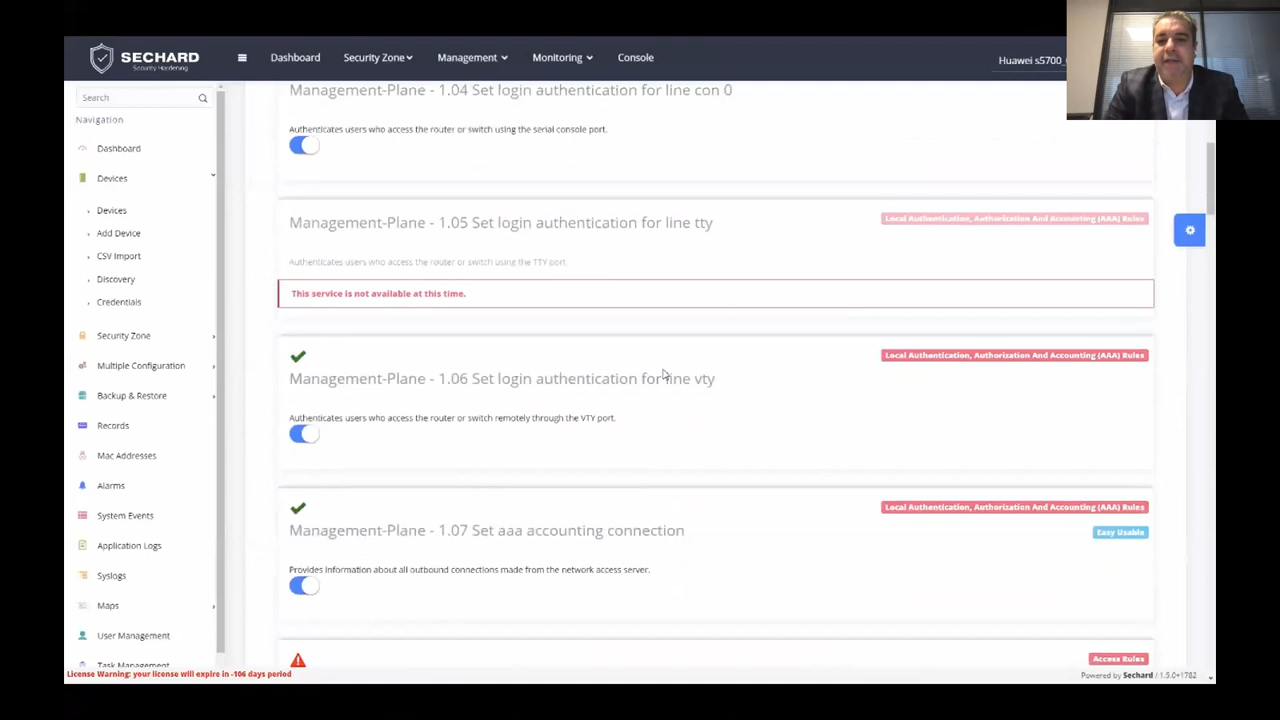 SECHARD
Security Hardening
Dashboard
Security Zone
Management
Monitoring
Console
Huawei s5700_
Search
Navigation
Dashboard
Devices
Devices
Add Device
CSV Import
Discovery
Credentials
Security Zone
Multiple Configuration
Backup & Restore
Records
Mac Addresses
Alarms
System Events
Application Logs
Syslogs
Maps
User Management
Task Management
License Warning: your license will expire in -106 days period
Management-Plane - 1.04 Set login authentication for line con 0
Authenticates users who access the router or switch using the serial console port.
Management-Plane - 1.05 Set login authentication for line tty
Local Authentication, Authorization And Accounting (AAA) Rules
Authenticates users who access the router or switch using the TTY port.
This service is not available at this time.
Local Authentication, Authorization And Accounting (AAA) Rules
Management-Plane - 1.06 Set login authentication for line vty
Authenticates users who access the router or switch remotely through the VTY port.
Local Authentication, Authorization And Accounting (AAA) Rules
Management-Plane - 1.07 Set aaa accounting connection
Easy Usable
Provides information about all outbound connections made from the network access server.
Access Rules
Powered by Sechard / 1.5.0+1782